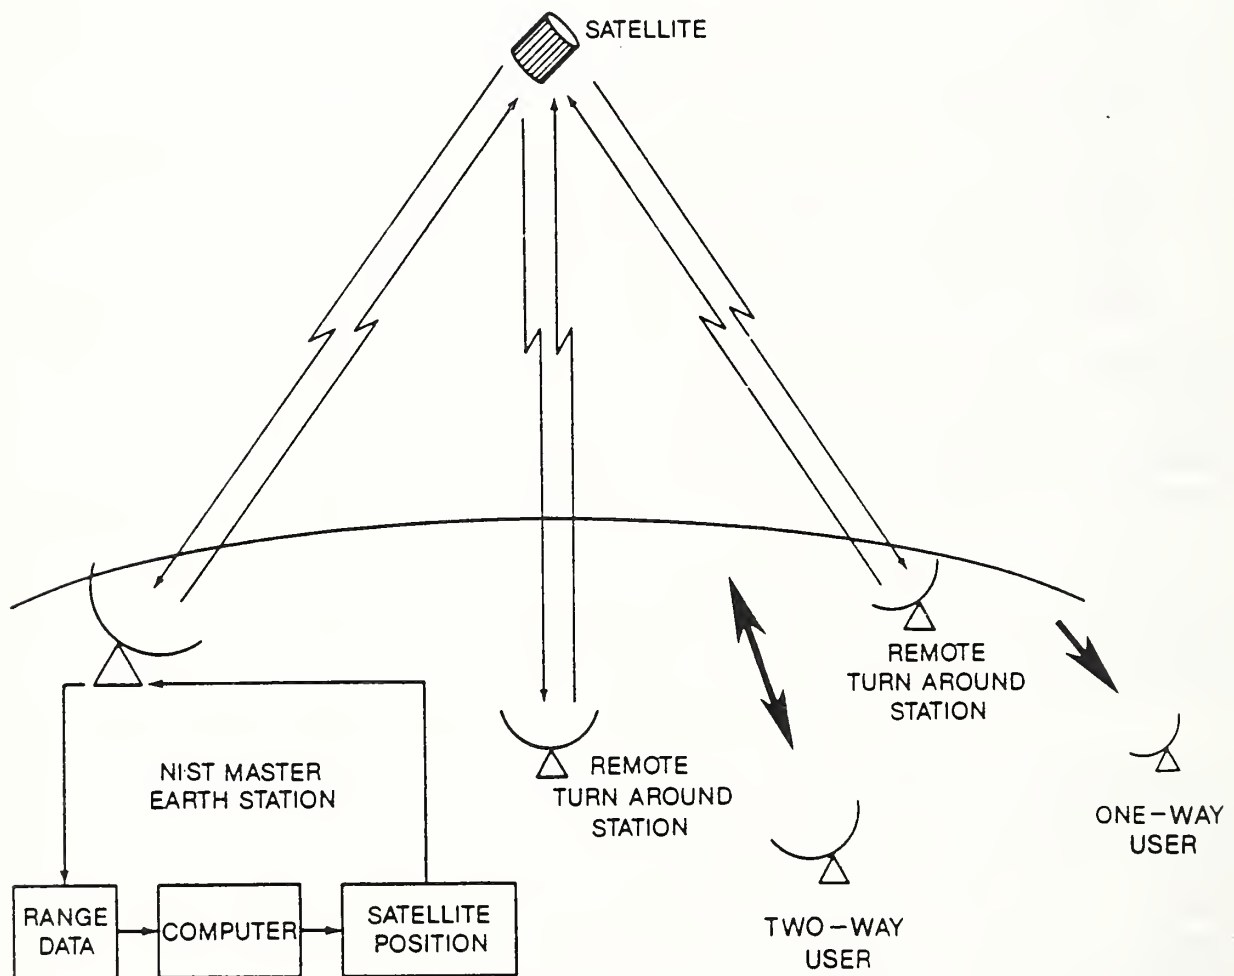 SATELLITE
REMOTE
TURN AROUND
STATION
NIST MASTER
EARTH STATION
REMOTE
TURN AROUND
STATION
ONE-WAY
USER
RANGE
DATA
COMPUTER
SATELLITE
POSITION
TWO-WAY
USER